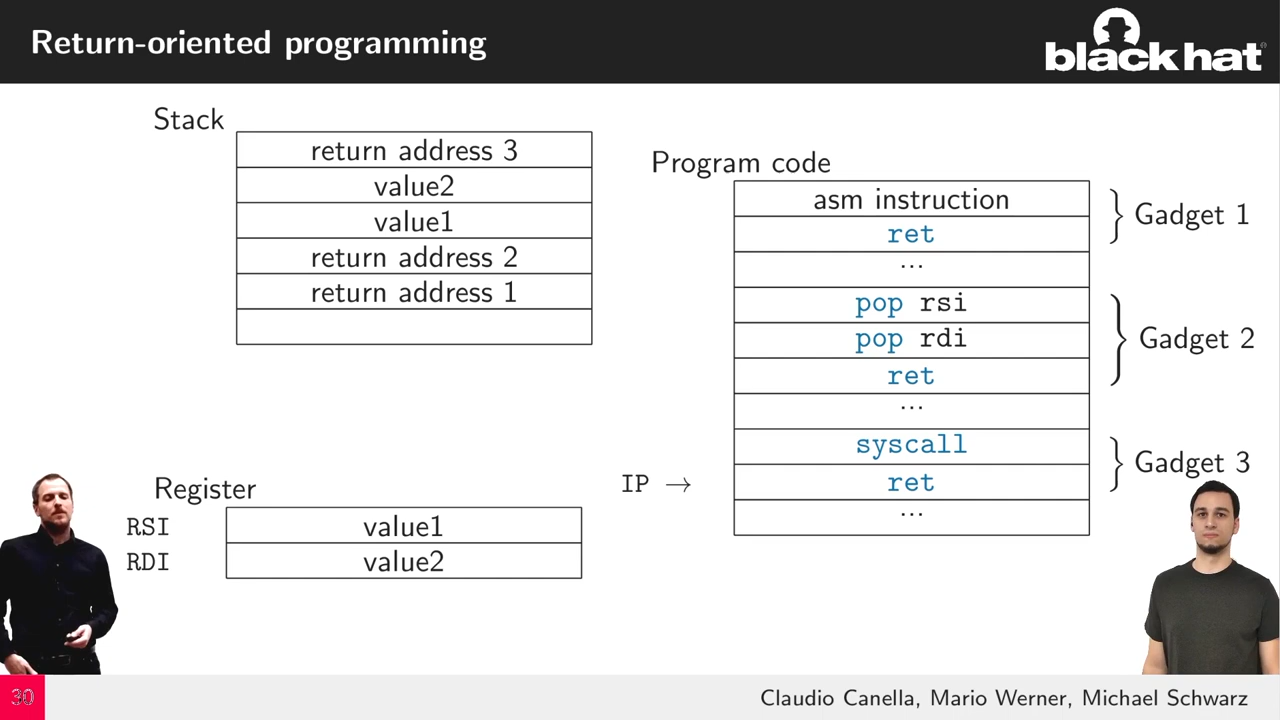 Return-oriented programming
black hat®
Stack
return address 3
value2
value1
return address 2
return address 1
Program code
asm instruction
ret
...
pop rsi
pop rdi
ret
...
syscall
ret
...
Gadget 1
Gadget 2
Gadget 3
IP →
Register
RSI value1
RDI value2
30
Claudio Canella, Mario Werner, Michael Schwarz